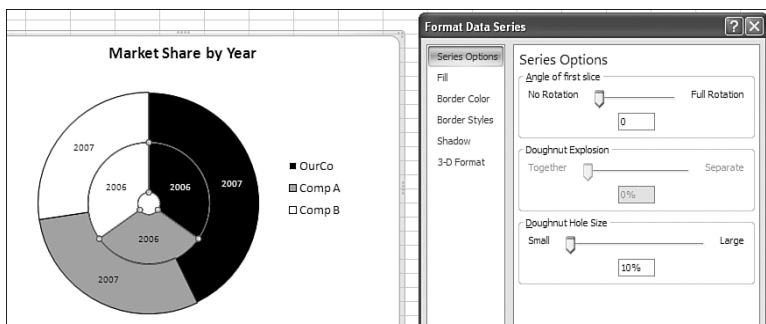 Market Share by Year
2007
2006
2006
2007
2006
2007
OurCo
Comp A
Comp B
Format Data Series
Series Options
Fill
Border Color
Border Styles
Shadow
3-D Format
Series Options
Angle of first slice
No Rotation Full Rotation
0
Doughnut Explosion
Together Separate
0%
Doughnut Hole Size
Small Large
10%